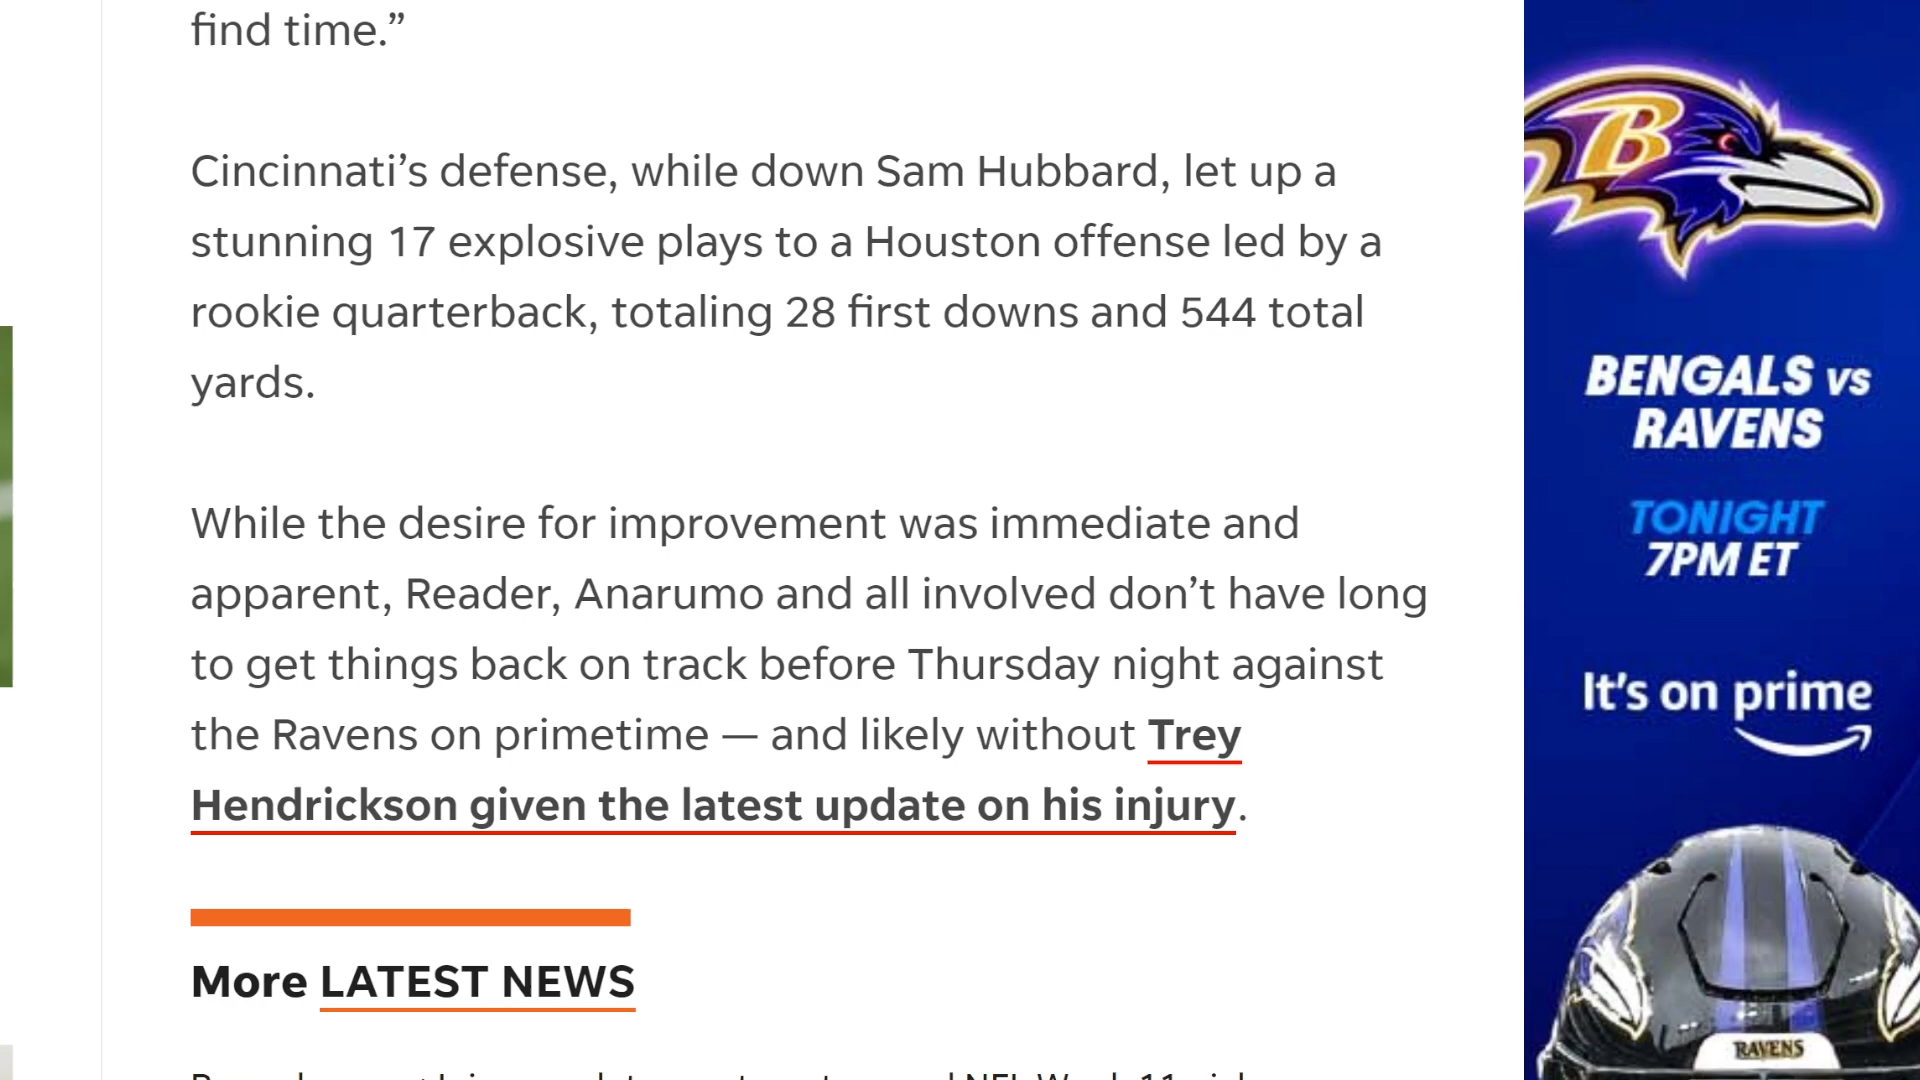 find time.”
Cincinnati’s defense, while down Sam Hubbard, let up a
stunning 17 explosive plays to a Houston offense led by a
rookie quarterback, totaling 28 first downs and 544 total
yards.
While the desire for improvement was immediate and
apparent, Reader, Anarumo and all involved don’t have long
to get things back on track before Thursday night against
the Ravens on primetime — and likely without Trey
Hendrickson given the latest update on his injury.
More LATEST NEWS
NFL Week 11
B
BENGALS VS
RAVENS
TONIGHT
7PM ET
It’s on prime
RAVENS